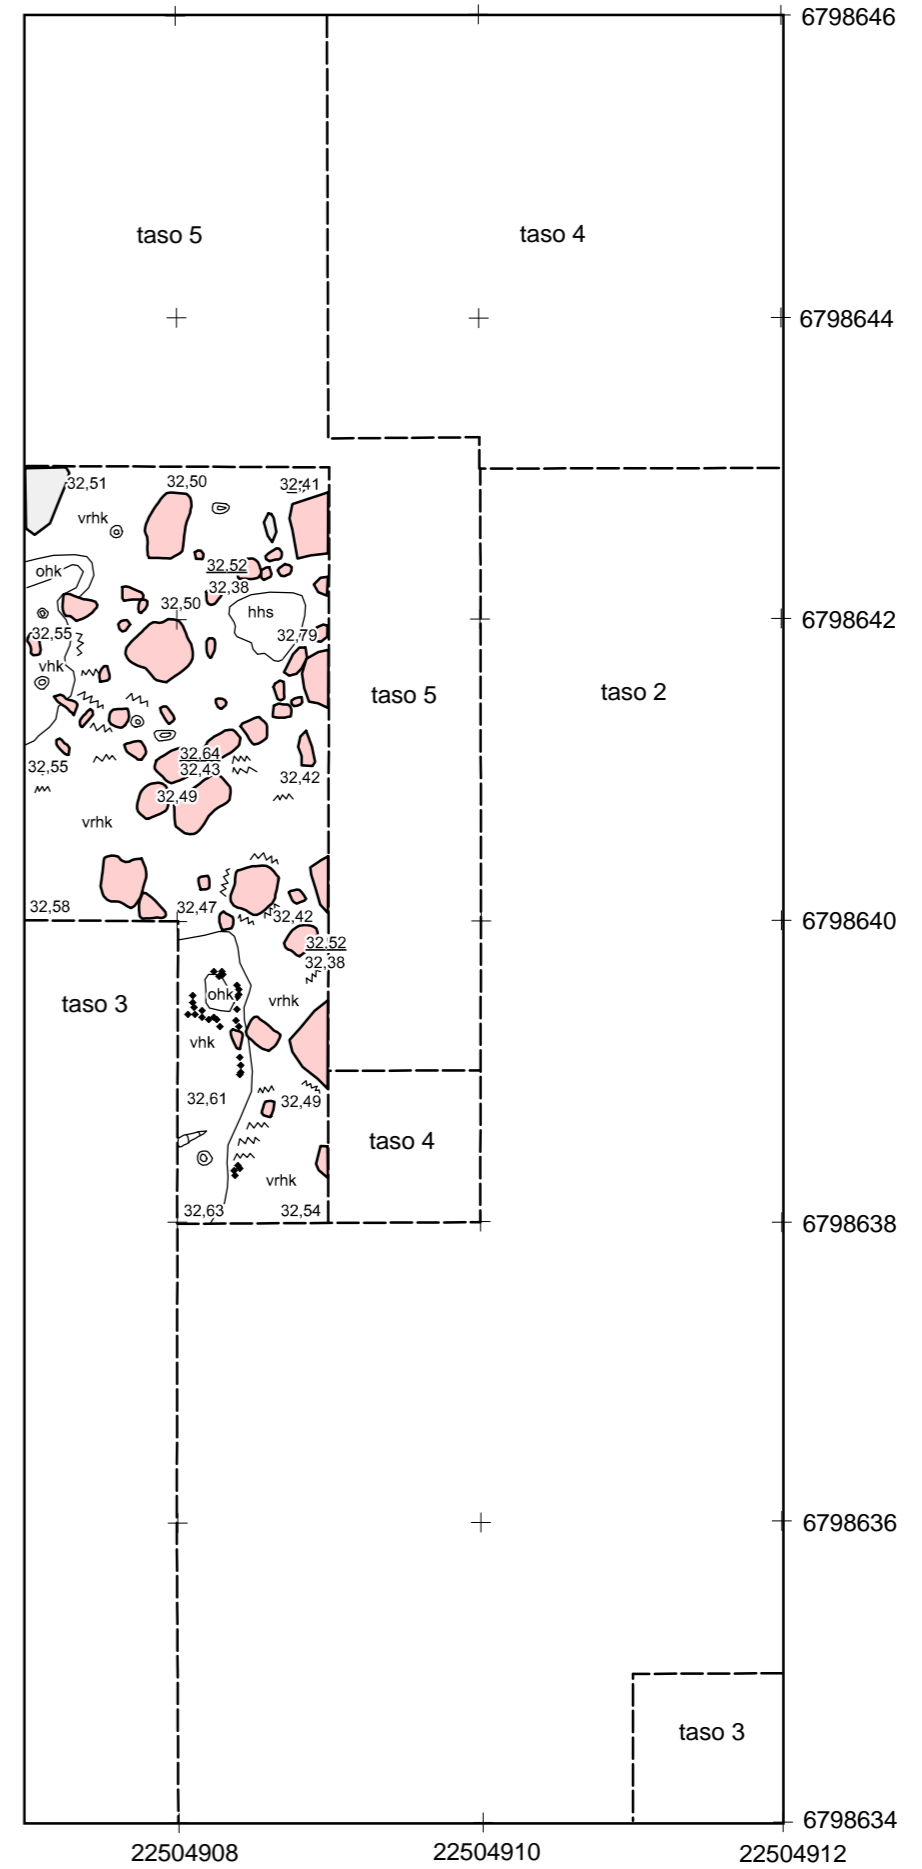 6798646
taso 5
taso 4
6798644
32,51
32,50
32,41
vrhk
32,52
ohk
32,38
32,50
hhs
6798642
32,55
32,79
vhk
taso 5
taso 2
32,64
32,55
32,43
32,42
32,49
vrhk
32,58
32,47
32,42
6798640
32,52
32,38
taso 3
ohk
vrhk
vhk
32,61
32,49
taso 4
vrhk
32,63
32,54
6798638
6798636
taso 3
6798634
22504908
22504910
22504912